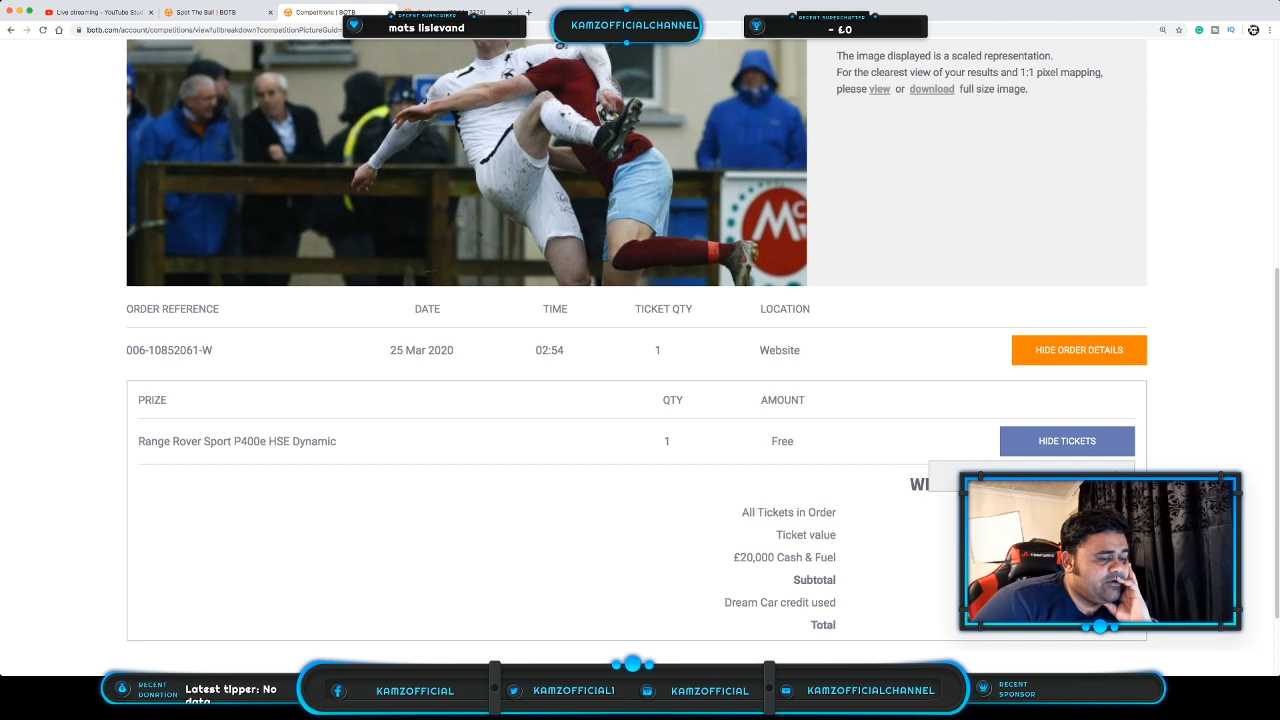 Live streaming - YouTube Stud
Spot The Ball | BOTB
Competitions | BOTB
botb.com/account/competitions/viewfullbreakdown?competitionPictureGuid=
RECENT SUBSCRIBER
mats lislevand
KAMZOFFICIALCHANNEL
RECENT SUPERCHATTER
- £0
The image displayed is a scaled representation.
For the clearest view of your results and 1:1 pixel mapping,
please view or download full size image.
ORDER REFERENCE DATE TIME TICKET QTY LOCATION
006-10852061-W 25 Mar 2020 02:54 1 Website HIDE ORDER DETAILS
PRIZE QTY AMOUNT
Range Rover Sport P400e HSE Dynamic 1 Free HIDE TICKETS
All Tickets in Order
Ticket value
£20,000 Cash & Fuel
Subtotal
Dream Car credit used
Total
RECENT DONATION
Latest tipper: No data
KAMZOFFICIAL
KAMZOFFICIAL1
KAMZOFFICIAL
KAMZOFFICIALCHANNEL
RECENT SPONSOR